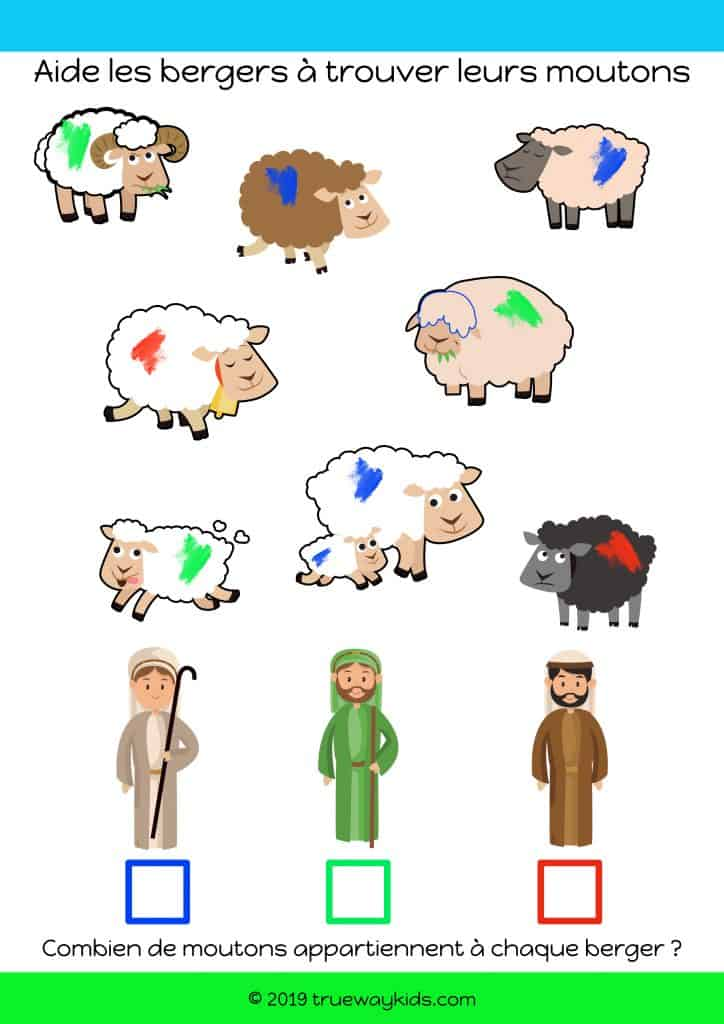 Aide les bergers à trouver leurs moutons
Combien de moutons appartiennent à chaque berger ?
© 2019 truewaykids.com